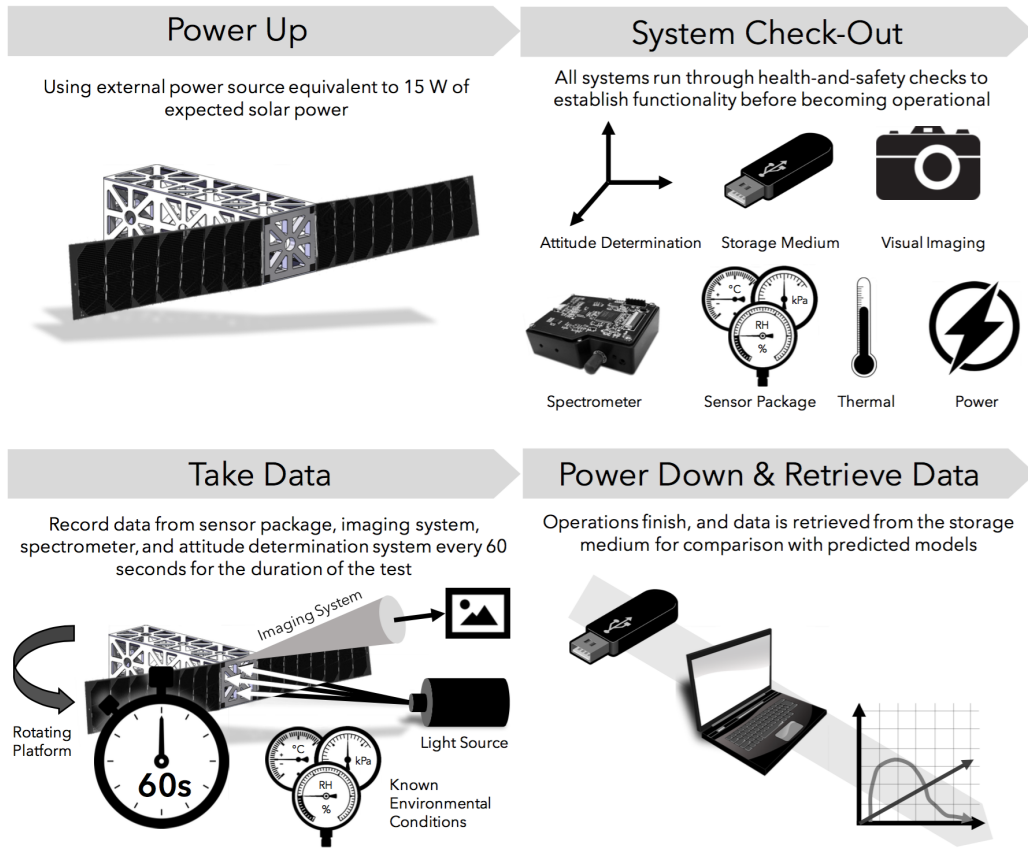 Power Up
Using external power source equivalent to 15 W of
expected solar power
System Check-Out
All systems run through health-and-safety checks to
establish functionality before becoming operational
Attitude Determination
Storage Medium
Visual Imaging
°C
kPa
RH
%
Spectrometer
Sensor Package
Thermal
Power
Take Data
Record data from sensor package, imaging system,
spectrometer, and attitude determination system every 60
seconds for the duration of the test
Imaging System
Rotating
Platform
60s
Light Source
°C
kPa
RH
%
Known
Environmental
Conditions
Power Down & Retrieve Data
Operations finish, and data is retrieved from the storage
medium for comparison with predicted models